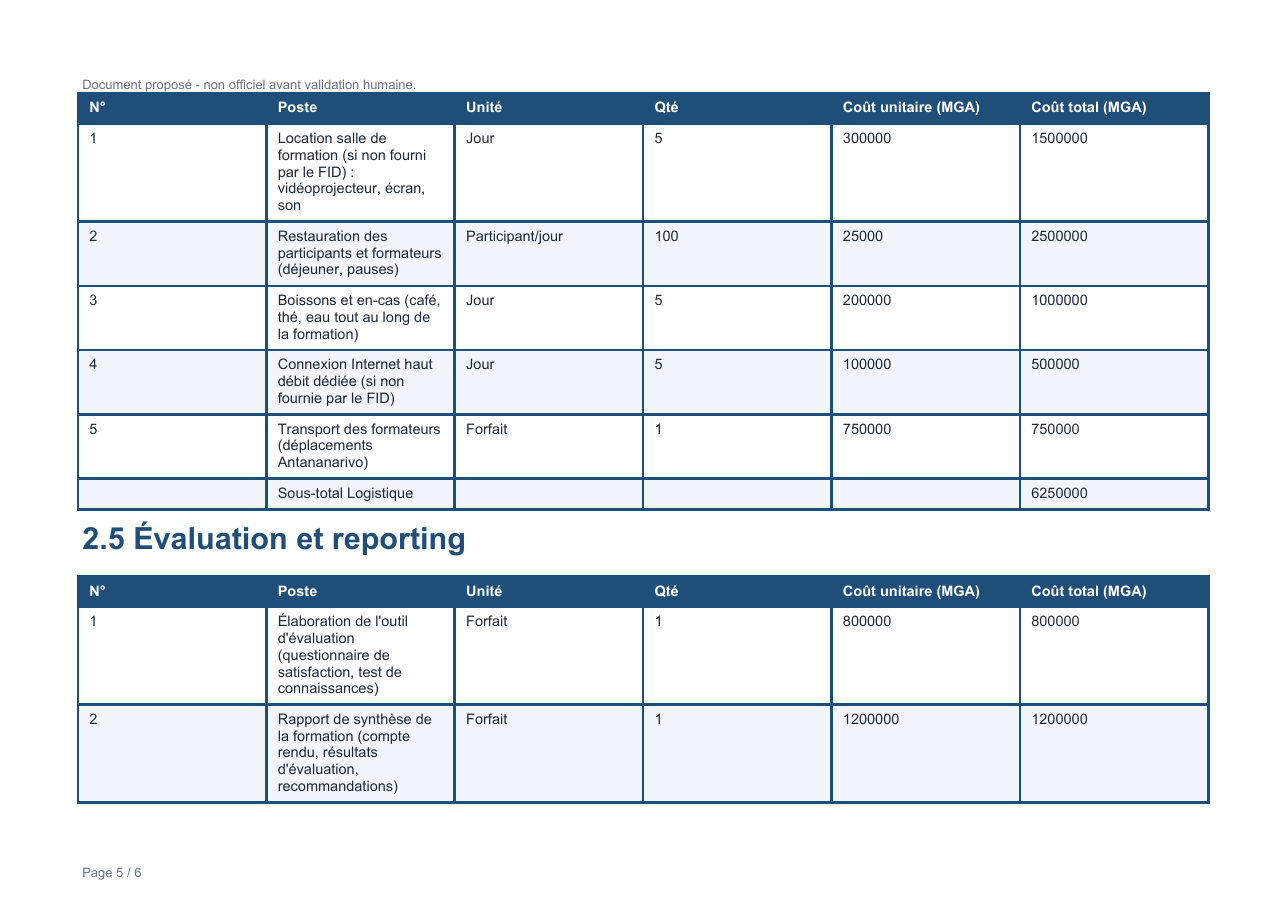 Document proposé - non officiel avant validation humaine.
N° Poste Unité Qté Coût unitaire (MGA) Coût total (MGA)
1 Location salle de Jour 5 300000 1500000
formation (si non fourni
par le FID) :
vidéoprojecteur, écran,
son
2 Restauration des Participant/jour 100 25000 2500000
participants et formateurs
(déjeuner, pauses)
3 Boissons et en-cas (café, Jour 5 200000 1000000
thé, eau tout au long de
la formation)
4 Connexion Internet haut Jour 5 100000 500000
débit dédiée (si non
fournie par le FID)
5 Transport des formateurs Forfait 1 750000 750000
(déplacements
Antananarivo)
Sous-total Logistique 6250000
2.5 Évaluation et reporting
N° Poste Unité Qté Coût unitaire (MGA) Coût total (MGA)
1 Élaboration de l'outil Forfait 1 800000 800000
d'évaluation
(questionnaire de
satisfaction, test de
connaissances)
2 Rapport de synthèse de Forfait 1 1200000 1200000
la formation (compte
rendu, résultats
d'évaluation,
recommandations)
Page 5 / 6